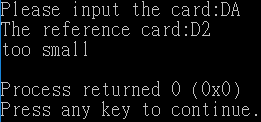 Please input the card:DA
The reference card:D2
too small
Process returned 0 (0x0)
Press any key to continue.